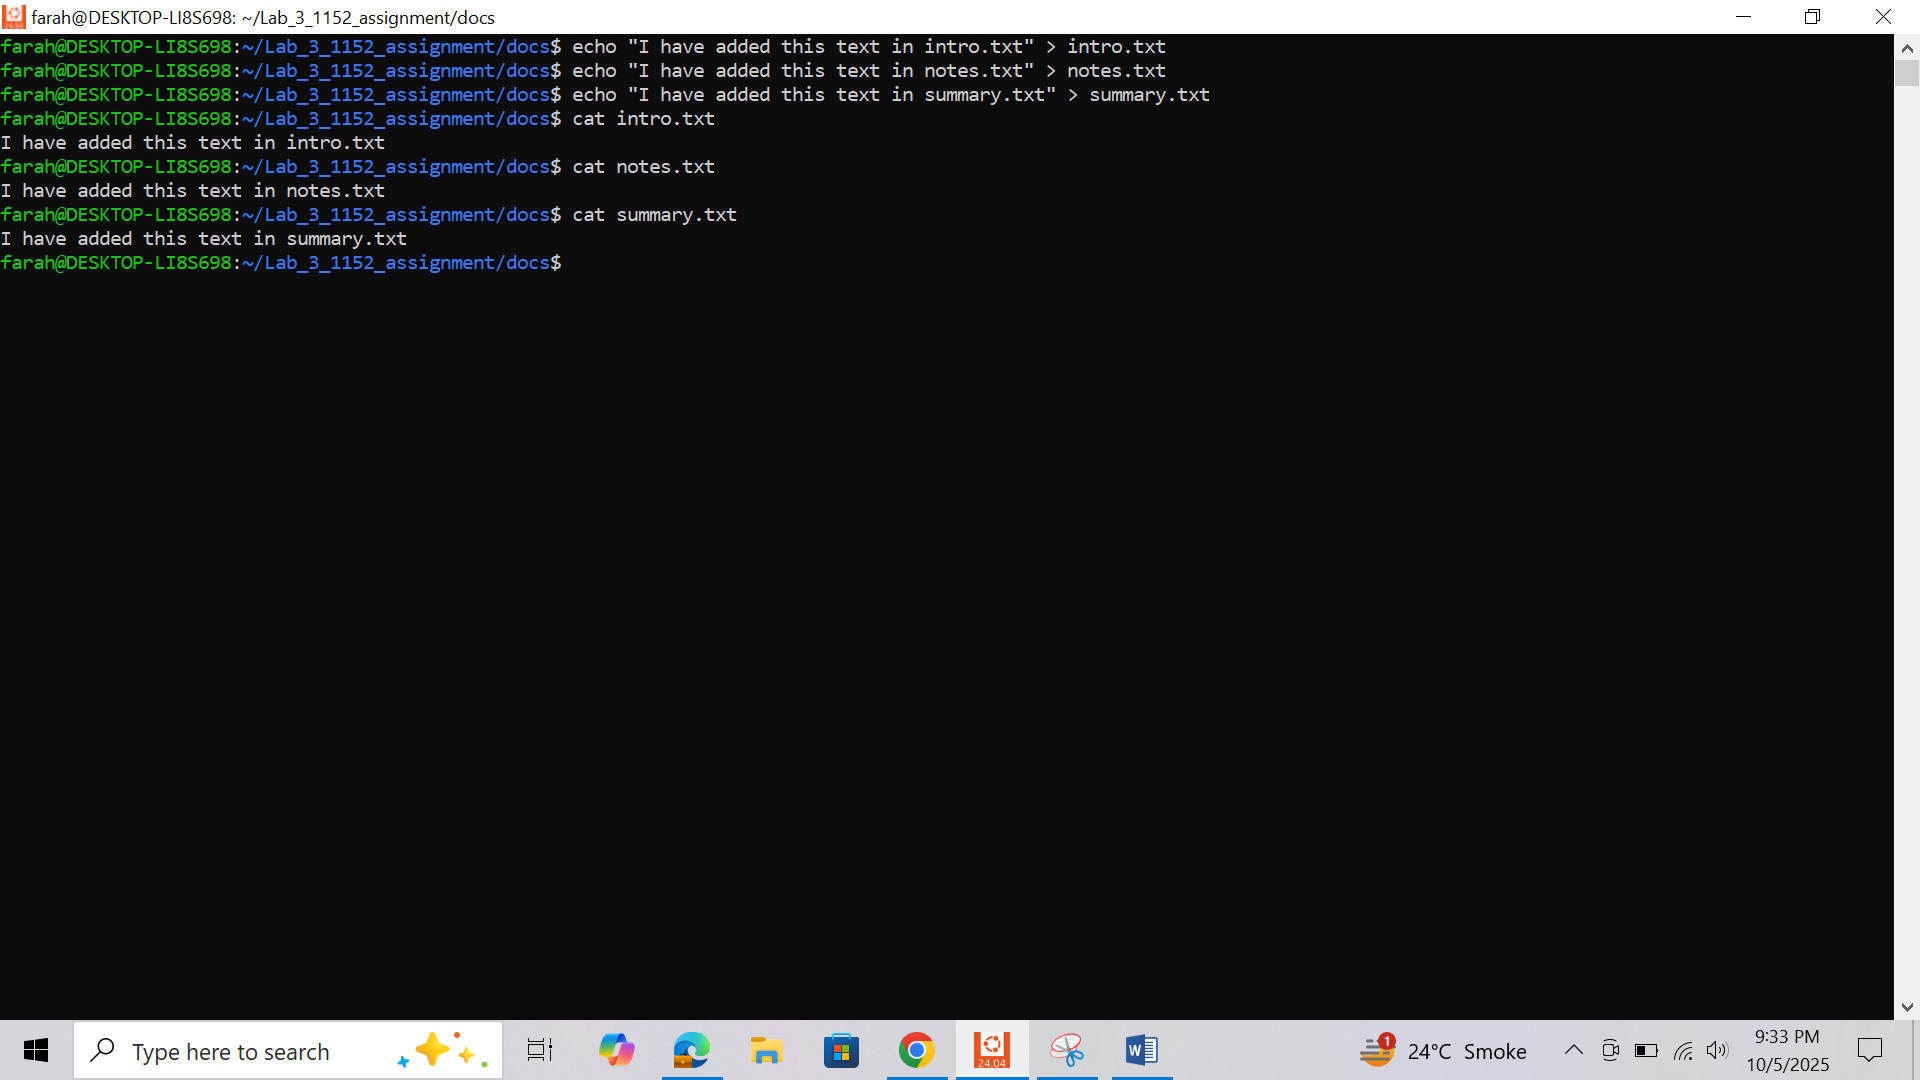 farah@DESKTOP-LI8S698: ~/Lab_3_1152_assignment/docs
farah@DESKTOP-LI8S698:~/Lab_3_1152_assignment/docs$ echo "I have added this text in intro.txt" > intro.txt
farah@DESKTOP-LI8S698:~/Lab_3_1152_assignment/docs$ echo "I have added this text in notes.txt" > notes.txt
farah@DESKTOP-LI8S698:~/Lab_3_1152_assignment/docs$ echo "I have added this text in summary.txt" > summary.txt
farah@DESKTOP-LI8S698:~/Lab_3_1152_assignment/docs$ cat intro.txt
I have added this text in intro.txt
farah@DESKTOP-LI8S698:~/Lab_3_1152_assignment/docs$ cat notes.txt
I have added this text in notes.txt
farah@DESKTOP-LI8S698:~/Lab_3_1152_assignment/docs$ cat summary.txt
I have added this text in summary.txt
farah@DESKTOP-LI8S698:~/Lab_3_1152_assignment/docs$
Type here to search
24.04
W
1
24°C Smoke
9:33 PM
10/5/2025